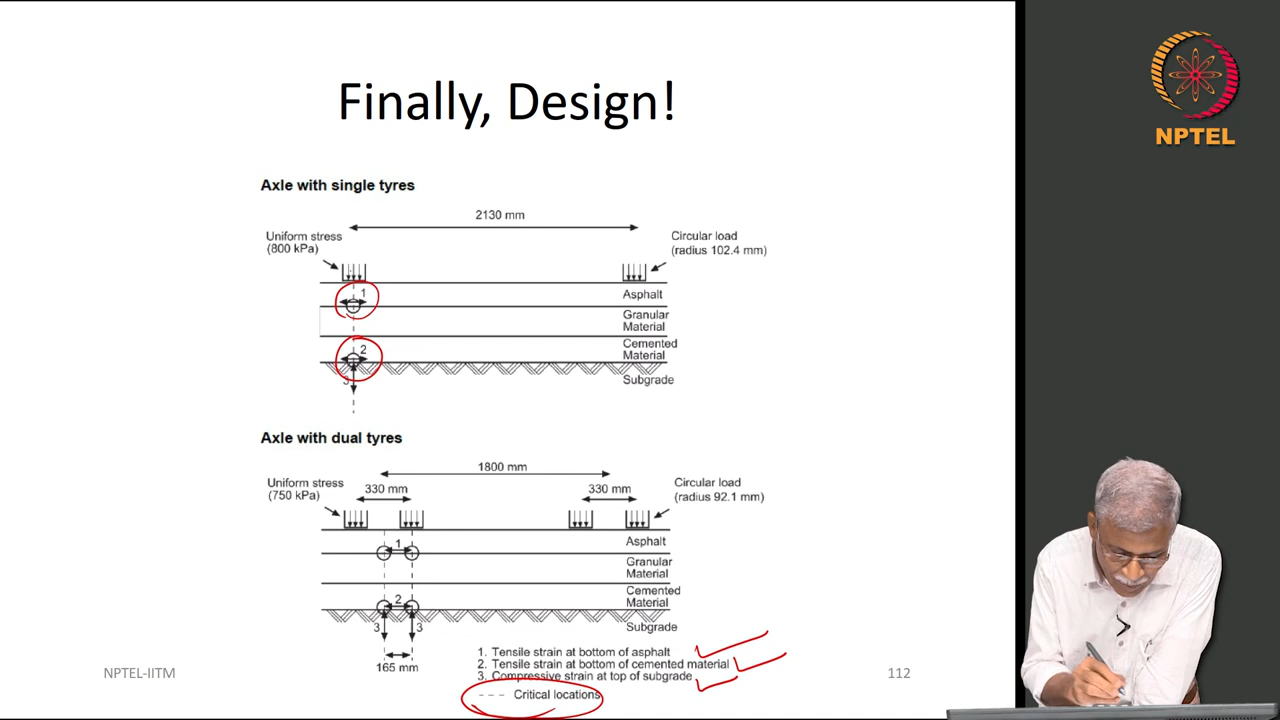 Finally, Design!
NPTEL
Axle with single tyres
2130 mm
Uniform stress
(800 kPa)
Circular load
(radius 102.4 mm)
1
Asphalt
Granular
Material
2
Cemented
Material
3
Subgrade
Axle with dual tyres
1800 mm
Uniform stress
(750 kPa)
330 mm
330 mm
Circular load
(radius 92.1 mm)
1
Asphalt
Granular
Material
2
Cemented
Material
3
3
Subgrade
165 mm
1. Tensile strain at bottom of asphalt
2. Tensile strain at bottom of cemented material
3. Compressive strain at top of subgrade
Critical locations
NPTEL-IITM
112